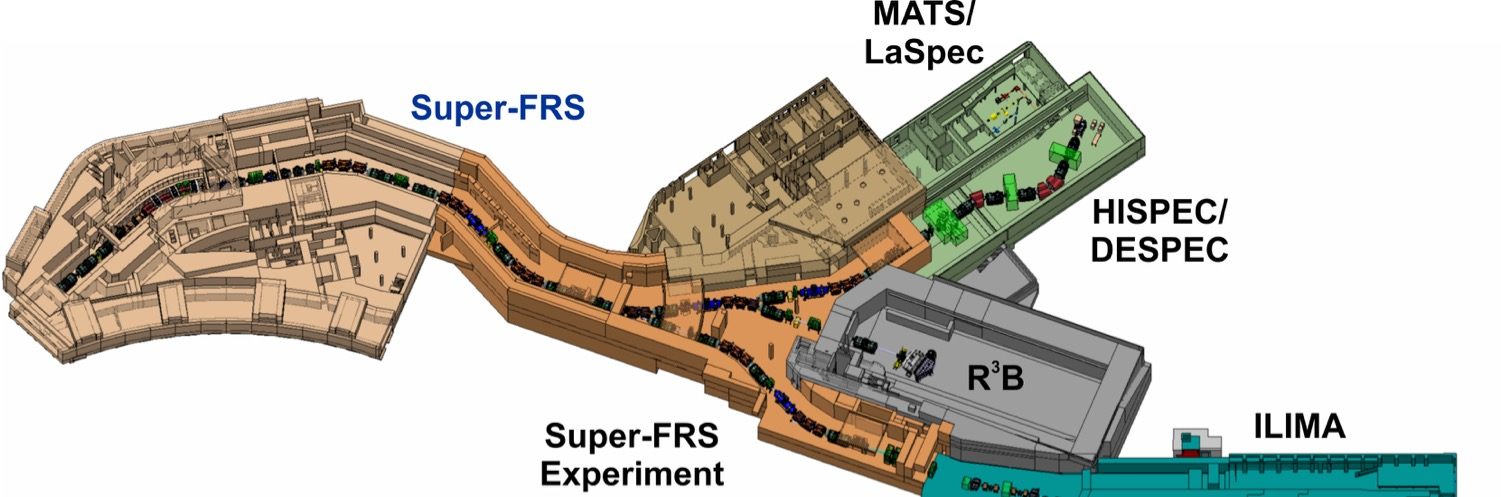 MATS/
LaSpec
Super-FRS
HISPEC/
DESPEC
R³B
ILIMA
Super-FRS
Experiment